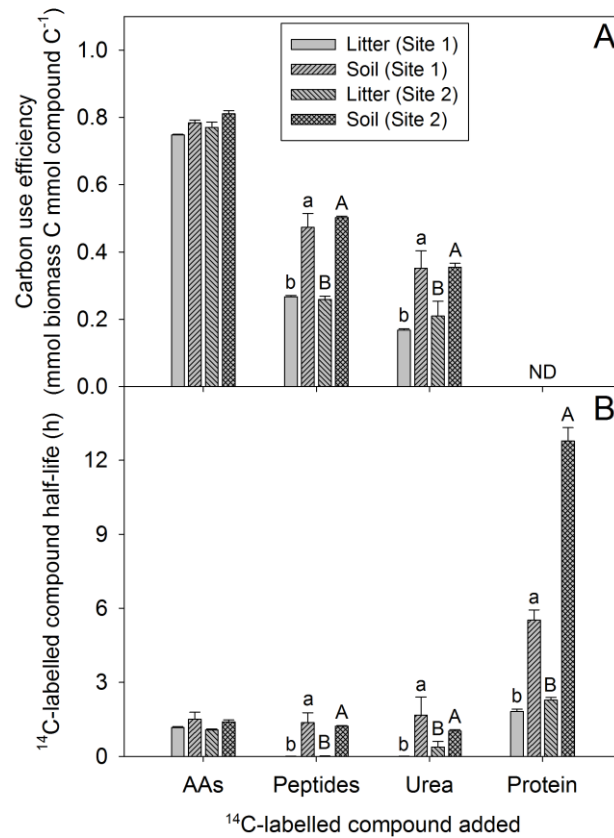 A
Litter (Site 1)
Soil (Site 1)
Litter (Site 2)
Soil (Site 2)
Carbon use efficiency
(mmol biomass C mmol compound C⁻¹)
1.0
0.8
0.6
0.4
0.2
0.0
b a B A
b a B A
ND
B
¹⁴C-labelled compound half-life (h)
12
9
6
3
0
b a B A
b a B A
b a B A
AAs Peptides Urea Protein
¹⁴C-labelled compound added